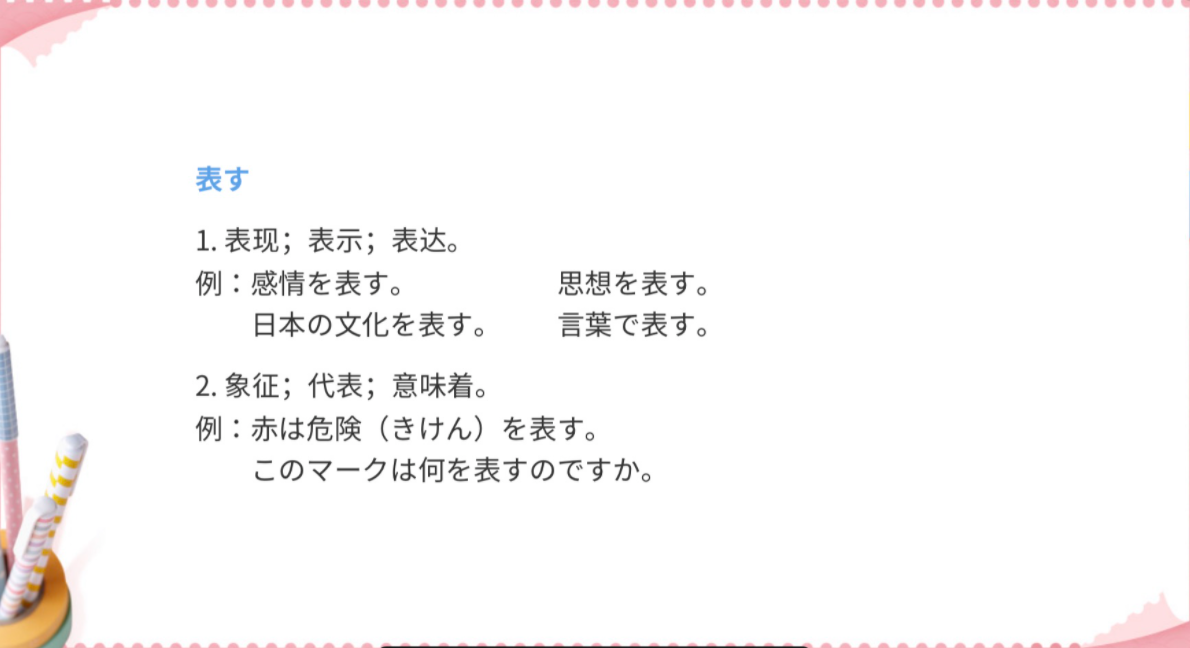 表す
1. 表现；表示；表达。
例：感情を表す。 思想を表す。
日本の文化を表す。 言葉で表す。
2. 象征；代表；意味着。
例：赤は危険（きけん）を表す。
このマークは何を表すのですか。